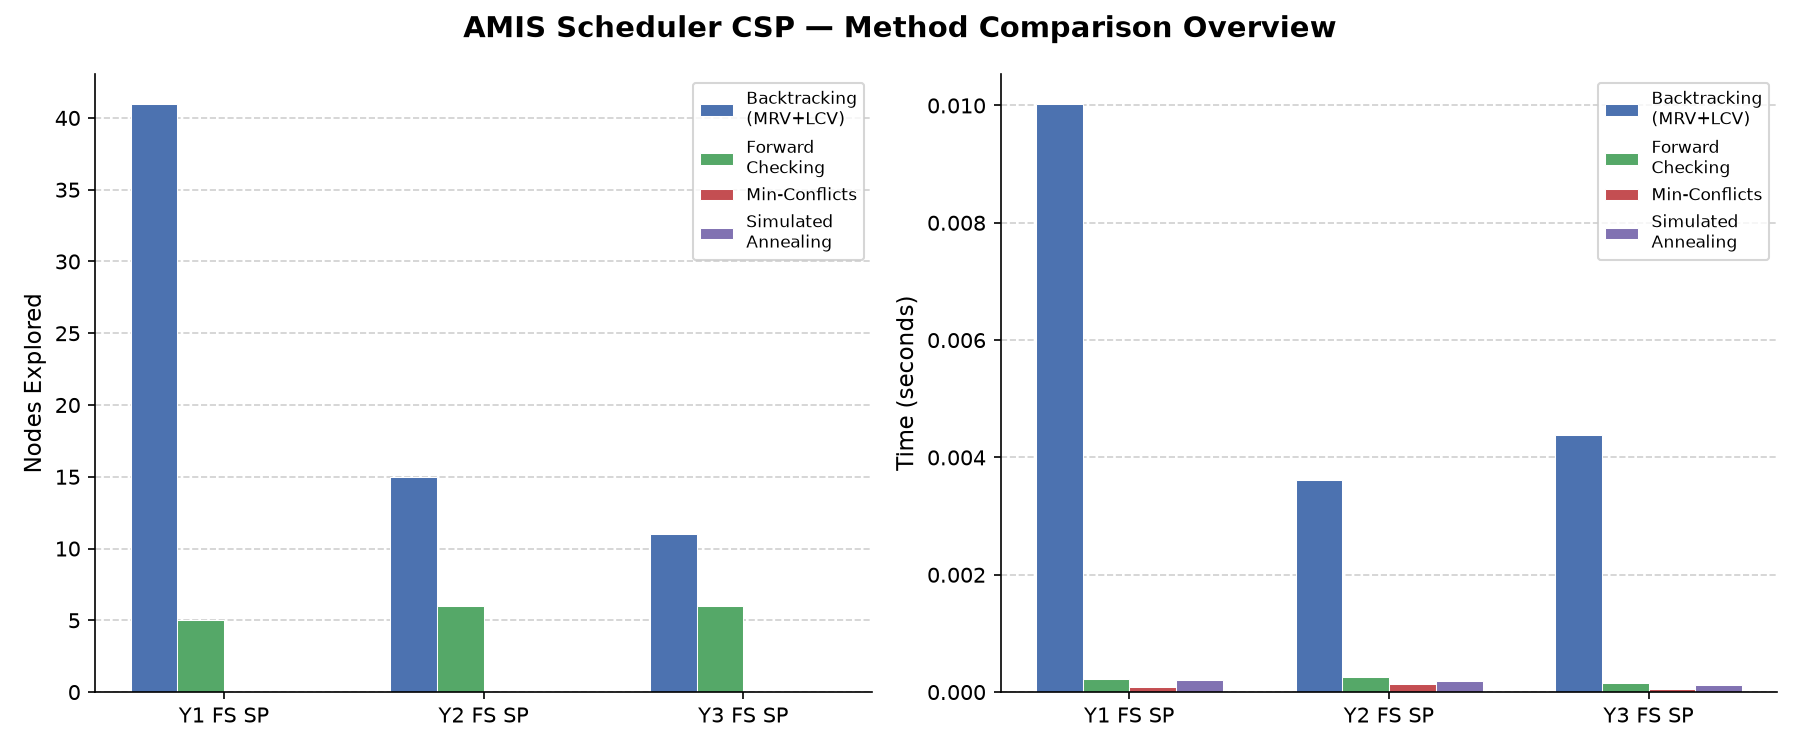 AMIS Scheduler CSP — Method Comparison Overview
Nodes Explored
40
35
30
25
20
15
10
5
0
Backtracking
(MRV+LCV)
Forward
Checking
Min-Conflicts
Simulated
Annealing
Y1 FS SP
Y2 FS SP
Y3 FS SP
Time (seconds)
0.010
0.008
0.006
0.004
0.002
0.000
Backtracking
(MRV+LCV)
Forward
Checking
Min-Conflicts
Simulated
Annealing
Y1 FS SP
Y2 FS SP
Y3 FS SP